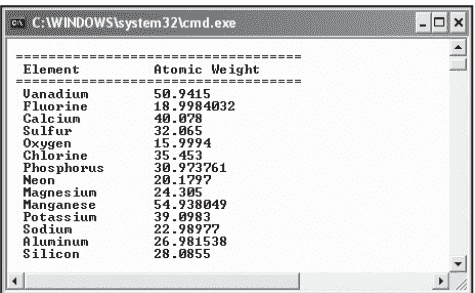 C:\WINDOWS\system32\cmd.exe
=====================================
Element Atomic Weight
=====================================
Vanadium 50.9415
Fluorine 18.9984032
Calcium 40.078
Sulfur 32.065
Oxygen 15.9994
Chlorine 35.453
Phosphorus 30.973761
Neon 20.1797
Magnesium 24.305
Manganese 54.938049
Potassium 39.0983
Sodium 22.98977
Aluminum 26.981538
Silicon 28.0855